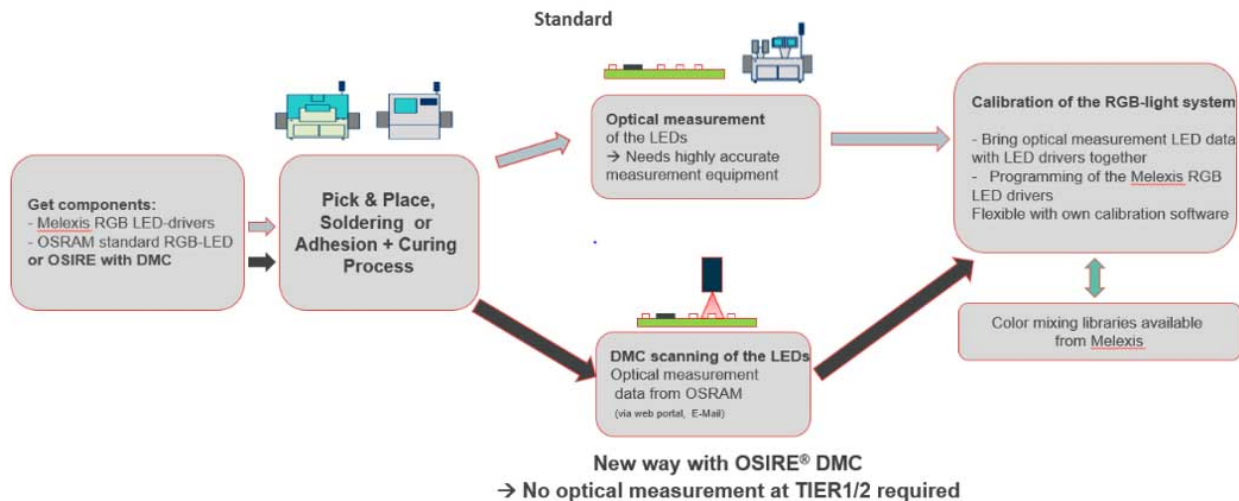 Standard
Get components:
- Melexis RGB LED-drivers
- OSRAM standard RGB-LED
or OSIRE with DMC
Pick & Place,
Soldering or
Adhesion + Curing
Process
Optical measurement
of the LEDs
→ Needs highly accurate
measurement equipment
Calibration of the RGB-light system
- Bring optical measurement LED data
with LED drivers together
- Programming of the Melexis RGB
LED drivers
Flexible with own calibration software
Color mixing libraries available
from Melexis
DMC scanning of the LEDs
Optical measurement
data from OSRAM
(via web portal, E-Mail)
New way with OSIRE® DMC
→ No optical measurement at TIER1/2 required